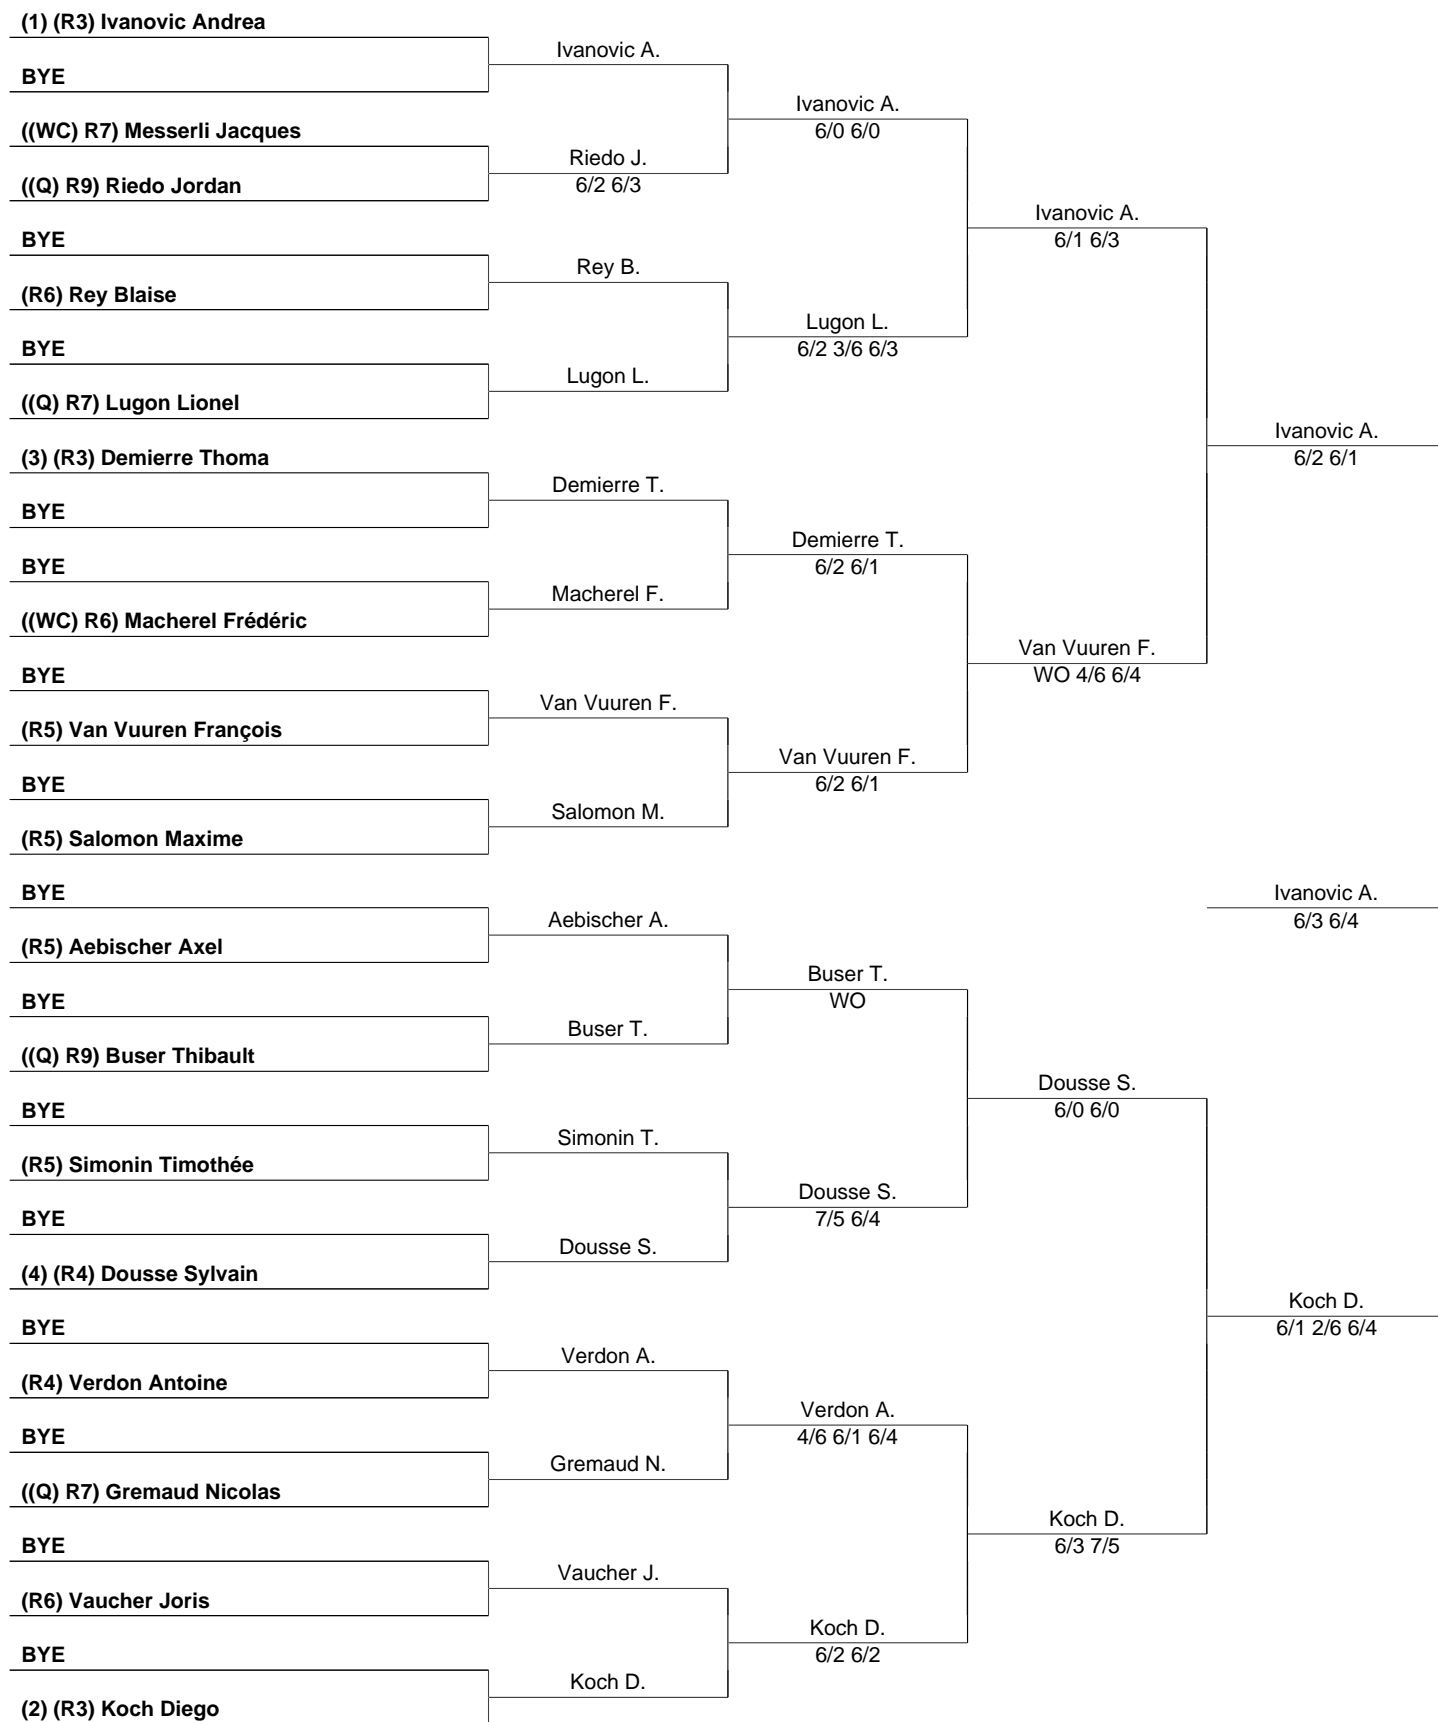 (1) (R3) Ivanovic Andrea
BYE
((WC) R7) Messerli Jacques
((Q) R9) Riedo Jordan
BYE
(R6) Rey Blaise
BYE
((Q) R7) Lugon Lionel
(3) (R3) Demierre Thoma
BYE
BYE
((WC) R6) Macherel Frédéric
BYE
(R5) Van Vuuren François
BYE
(R5) Salomon Maxime
BYE
(R5) Aebischer Axel
BYE
((Q) R9) Buser Thibault
BYE
(R5) Simonin Timothée
BYE
(4) (R4) Dousse Sylvain
BYE
(R4) Verdon Antoine
BYE
((Q) R7) Gremaud Nicolas
BYE
(R6) Vaucher Joris
BYE
(2) (R3) Koch Diego
Ivanovic A.
Riedo J.
6/2 6/3
Rey B.
Lugon L.
Demierre T.
Macherel F.
Van Vuuren F.
Salomon M.
Aebischer A.
Buser T.
Simonin T.
Dousse S.
Verdon A.
Gremaud N.
Vaucher J.
Koch D.
Ivanovic A.
6/0 6/0
Lugon L.
6/2 3/6 6/3
Demierre T.
6/2 6/1
Van Vuuren F.
6/2 6/1
Buser T.
WO
Dousse S.
7/5 6/4
Verdon A.
4/6 6/1 6/4
Koch D.
6/2 6/2
Ivanovic A.
6/1 6/3
Van Vuuren F.
WO 4/6 6/4
Dousse S.
6/0 6/0
Koch D.
6/3 7/5
Ivanovic A.
6/2 6/1
Ivanovic A.
6/3 6/4
Koch D.
6/1 2/6 6/4